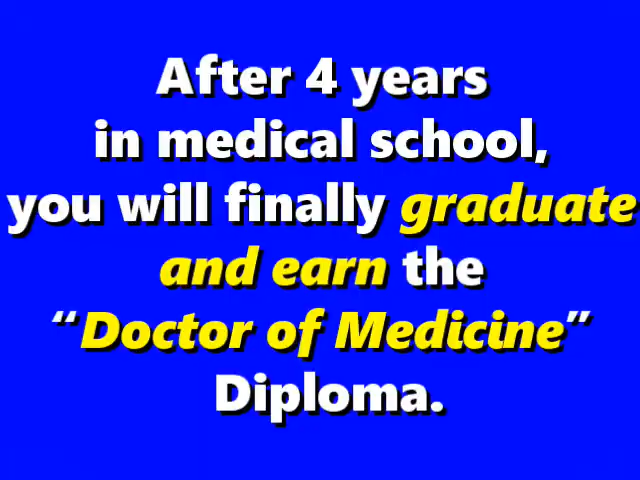 After 4 years
in medical school,
you will finally graduate
and earn the
“Doctor of Medicine”
Diploma.